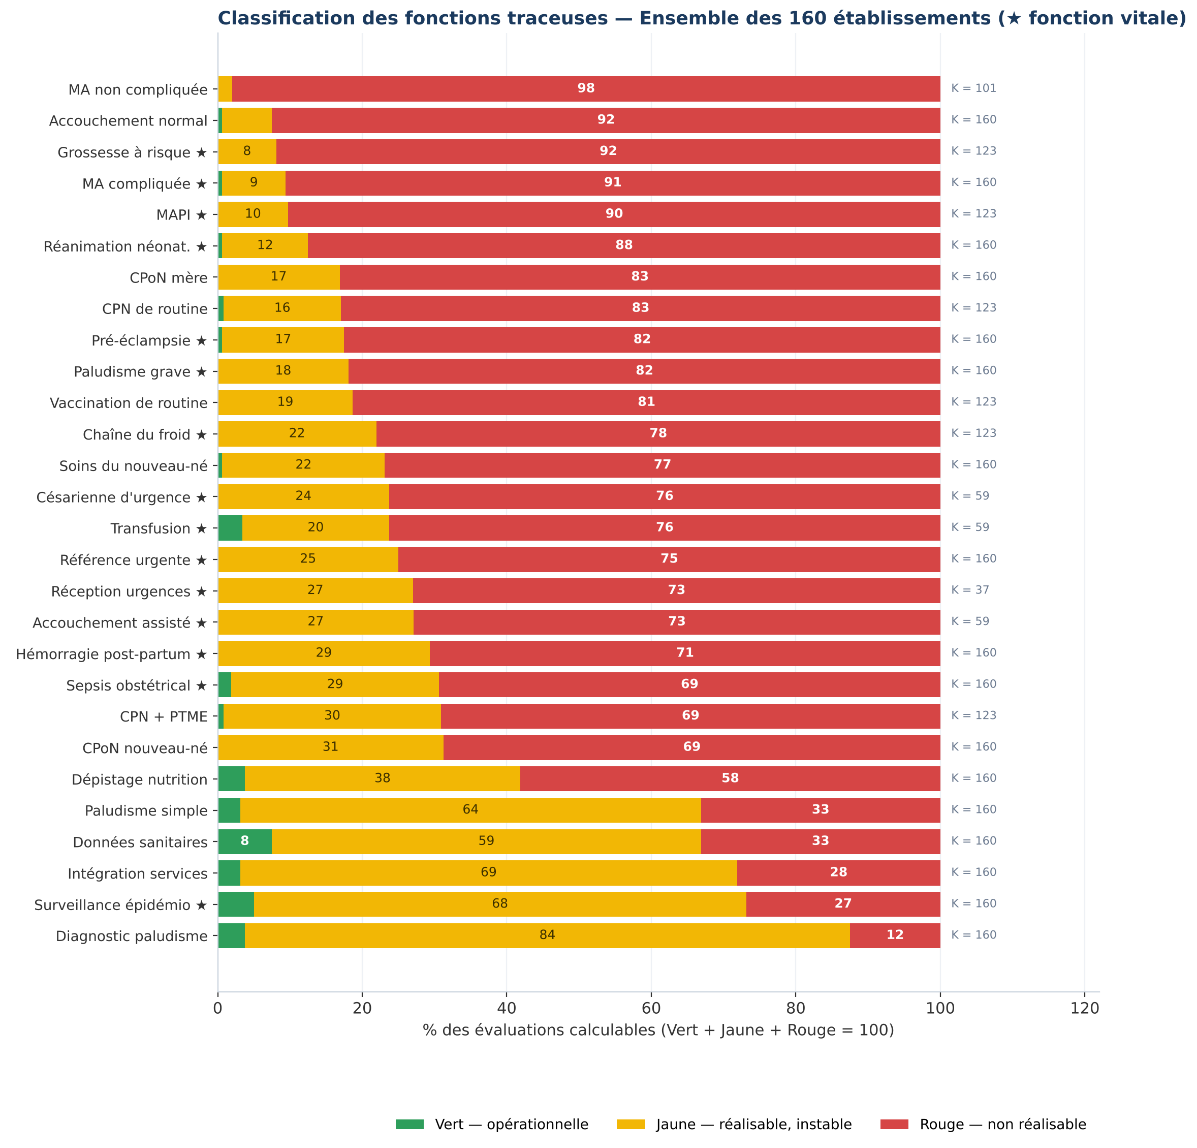 Classification des fonctions traceuses — Ensemble des 160 établissements (★ fonction vitale)
MA non compliquée 98 K = 101
Accouchement normal 92 K = 160
Grossesse à risque ★ 8 92 K = 123
MA compliquée ★ 9 91 K = 160
MAPI ★ 10 90 K = 123
Réanimation néonat. ★ 12 88 K = 160
CPoN mère 17 83 K = 160
CPN de routine 16 83 K = 123
Pré-éclampsie ★ 17 82 K = 160
Paludisme grave ★ 18 82 K = 160
Vaccination de routine 19 81 K = 123
Chaîne du froid ★ 22 78 K = 123
Soins du nouveau-né 22 77 K = 160
Césarienne d'urgence ★ 24 76 K = 59
Transfusion ★ 20 76 K = 59
Référence urgente ★ 25 75 K = 160
Réception urgences ★ 27 73 K = 37
Accouchement assisté ★ 27 73 K = 59
Hémorragie post-partum ★ 29 71 K = 160
Sepsis obstétrical ★ 29 69 K = 160
CPN + PTME 30 69 K = 123
CPoN nouveau-né 31 69 K = 160
Dépistage nutrition 38 58 K = 160
Paludisme simple 64 33 K = 160
Données sanitaires 8 59 33 K = 160
Intégration services 69 28 K = 160
Surveillance épidémio ★ 68 27 K = 160
Diagnostic paludisme 84 12 K = 160
0 20 40 60 80 100 120
% des évaluations calculables (Vert + Jaune + Rouge = 100)
Vert — opérationnelle Jaune — réalisable, instable Rouge — non réalisable